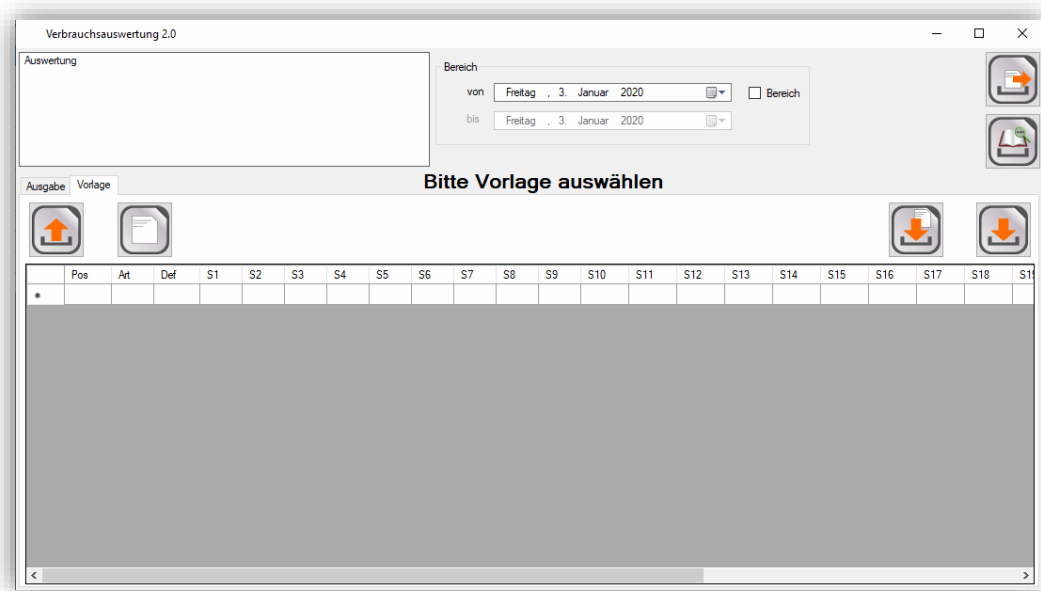 Verbrauchsauswertung 2.0
Auswertung
Bereich
von Freitag , 3. Januar 2020 Bereich
bis Freitag , 3. Januar 2020
Ausgabe Vorlage Bitte Vorlage auswählen
Pos Art Def S1 S2 S3 S4 S5 S6 S7 S8 S9 S10 S11 S12 S13 S14 S15 S16 S17 S18